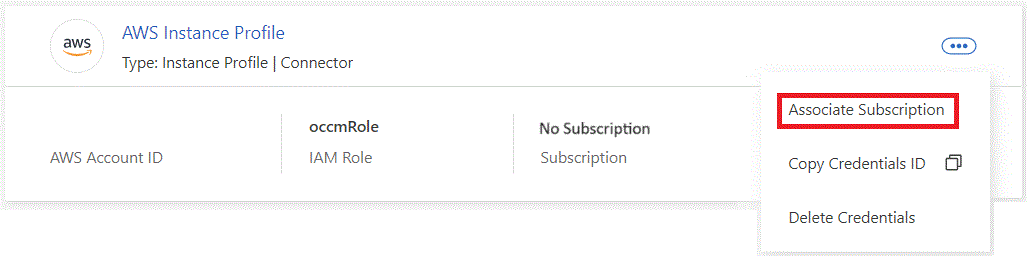 aws
AWS Instance Profile
Type: Instance Profile | Connector
occmRole
No Subscription
AWS Account ID
IAM Role
Subscription
Associate Subscription
Copy Credentials ID
Delete Credentials